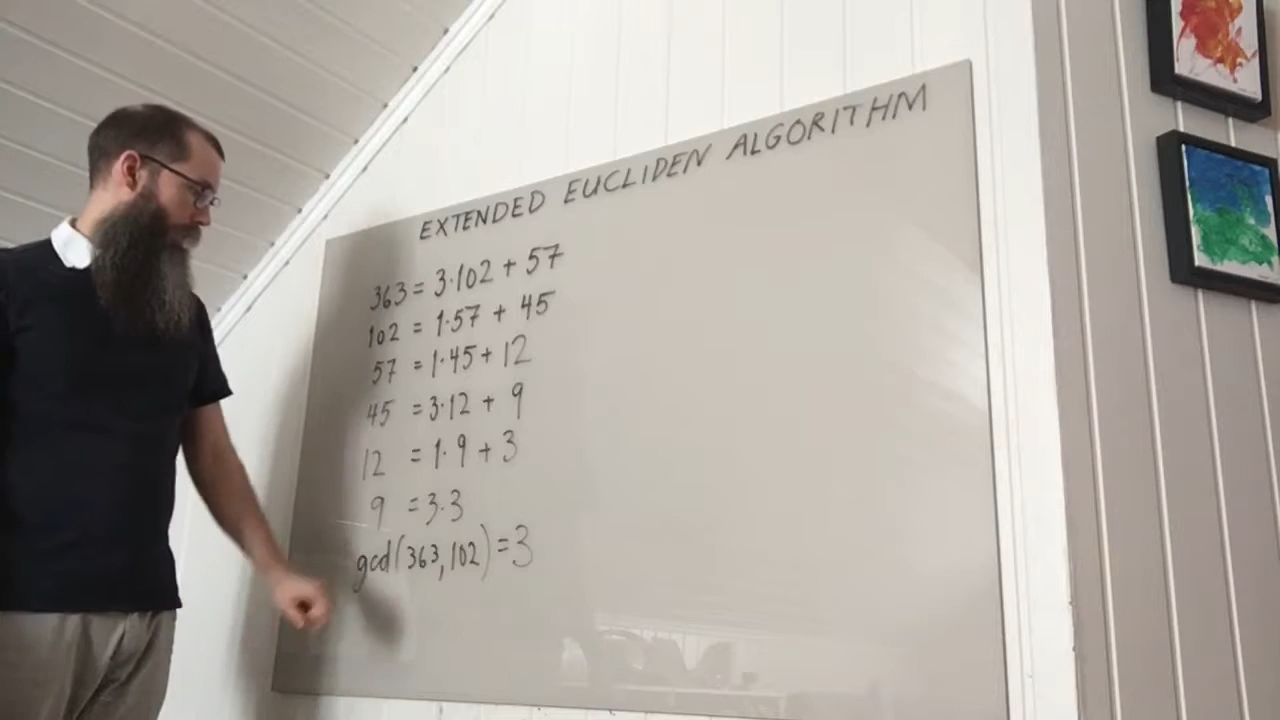 EXTENDED EUCLIDEN ALGORITHM
363 = 3·102 + 57
102 = 1·57 + 45
57 = 1·45 + 12
45 = 3·12 + 9
12 = 1·9 + 3
9 = 3·3
gcd(363,102) = 3